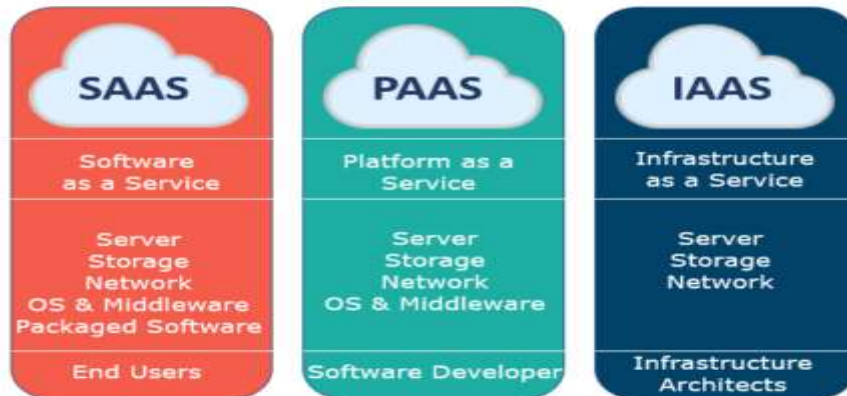 SAAS
Software
as a Service
Server
Storage
Network
OS & Middleware
Packaged Software
End Users
PAAS
Platform as a
Service
Server
Storage
Network
OS & Middleware
Software Developer
IAAS
Infrastructure
as a Service
Server
Storage
Network
Infrastructure
Architects